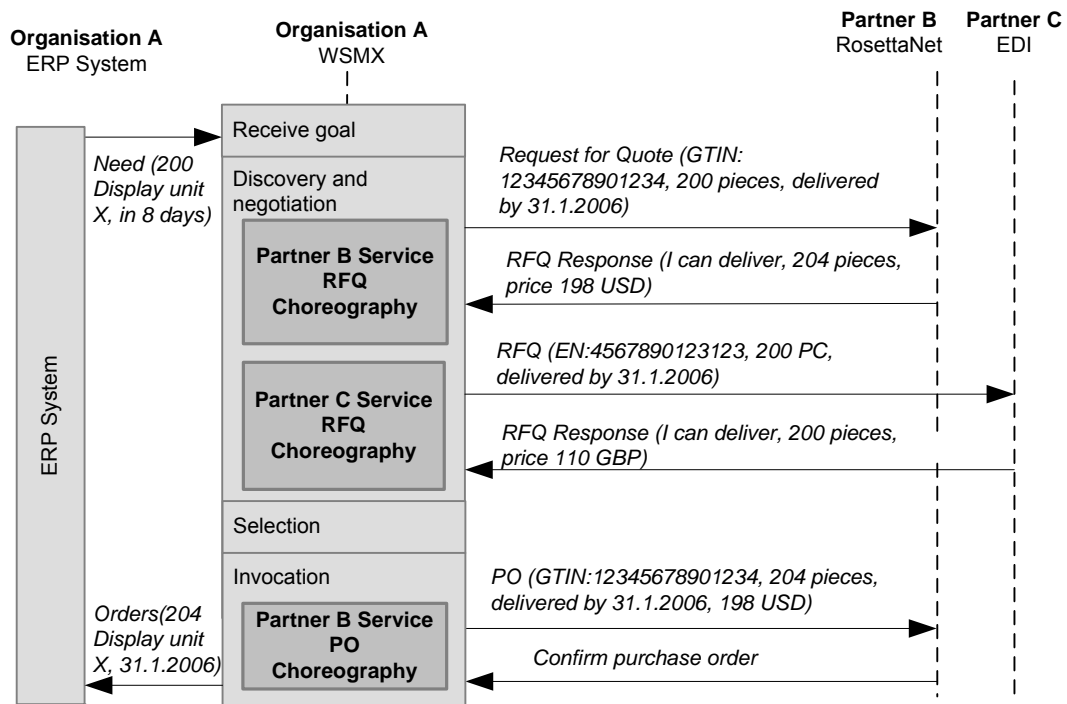 Organisation A
ERP System
Organisation A
WSMX
Partner B
RosettaNet
Partner C
EDI
ERP System
Need (200
Display unit
X, in 8 days)
Receive goal
Discovery and
negotiation
Partner B Service
RFQ
Choreography
Request for Quote (GTIN:
12345678901234, 200 pieces, delivered
by 31.1.2006)
RFQ Response (I can deliver, 204 pieces,
price 198 USD)
Partner C Service
RFQ
Choreography
RFQ (EN:4567890123123, 200 PC,
delivered by 31.1.2006)
RFQ Response (I can deliver, 200 pieces,
price 110 GBP)
Selection
Invocation
Partner B Service
PO
Choreography
PO (GTIN:12345678901234, 204 pieces,
delivered by 31.1.2006, 198 USD)
Confirm purchase order
Orders(204
Display unit
X, 31.1.2006)